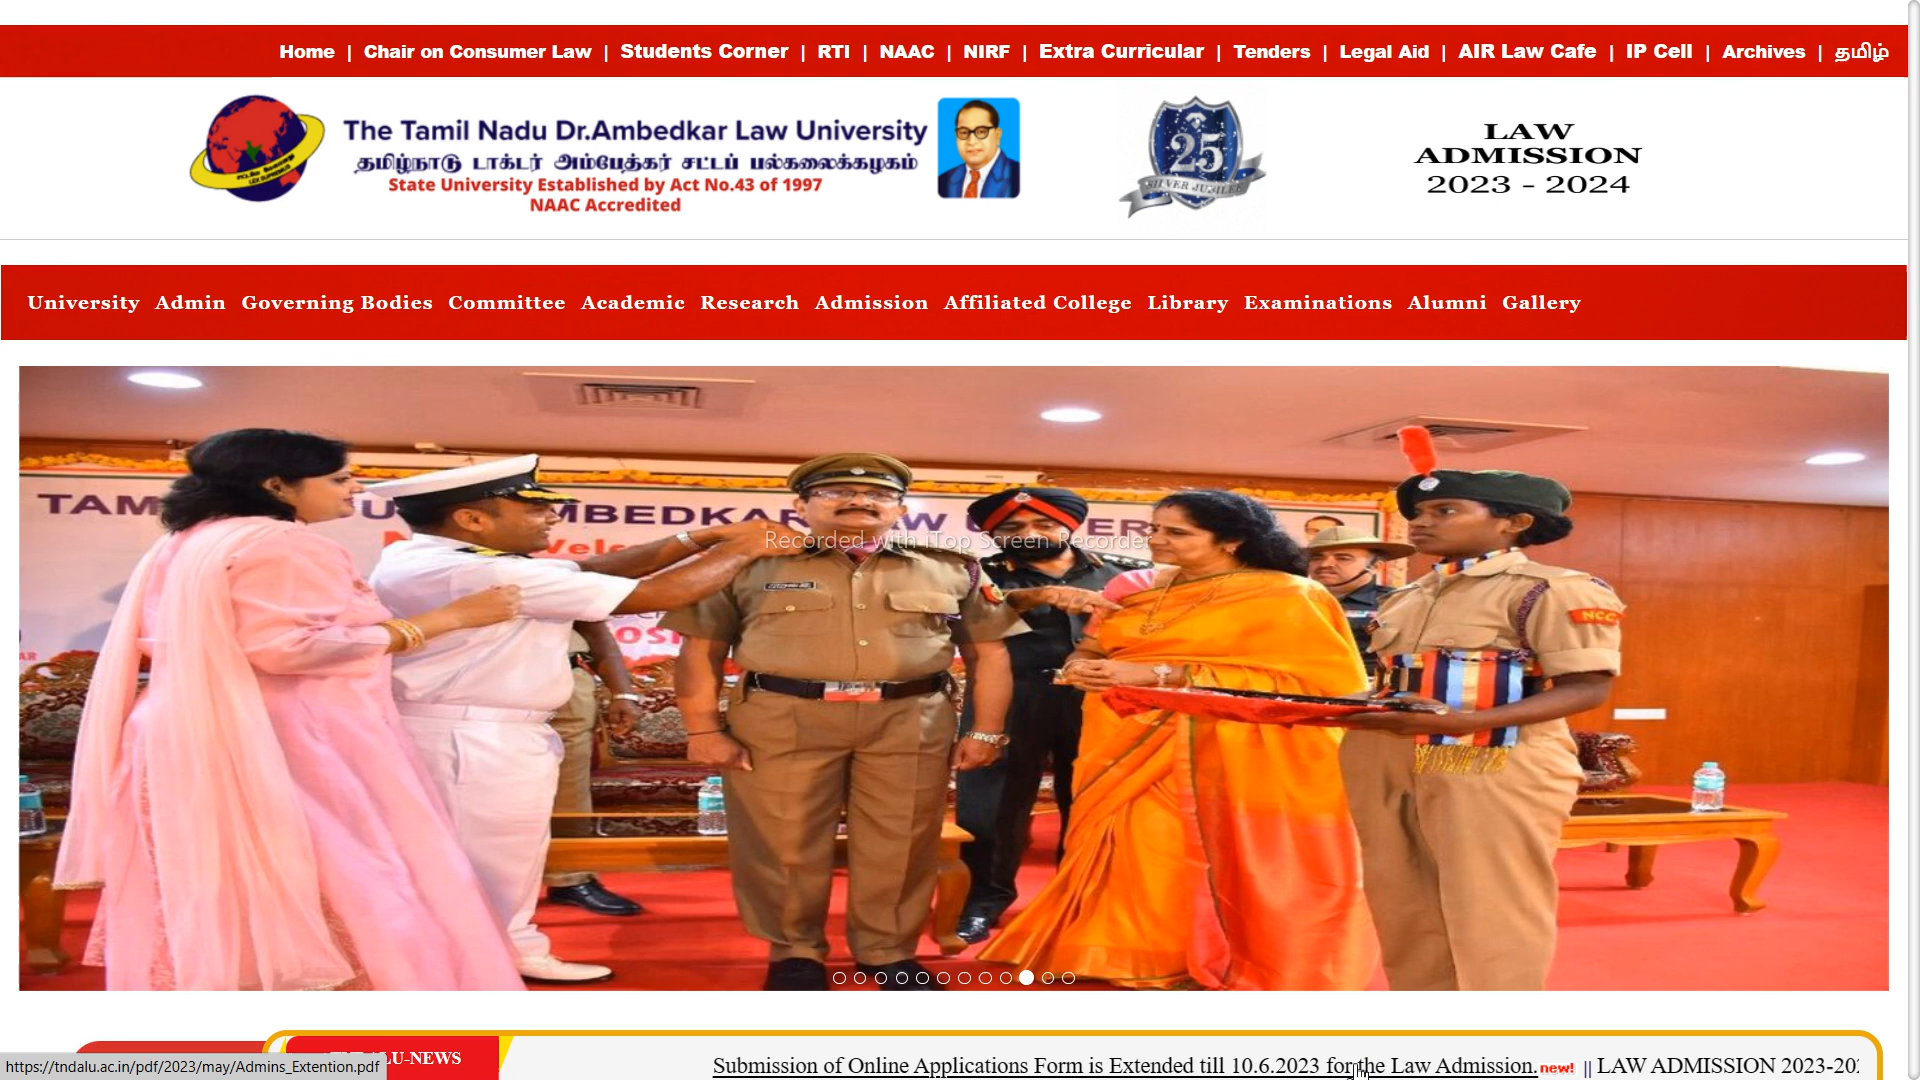 Home | Chair on Consumer Law | Students Corner | RTI | NAAC | NIRF | Extra Curricular | Tenders | Legal Aid | AIR Law Cafe | IP Cell | Archives | தமிழ்
The Tamil Nadu Dr.Ambedkar Law University
தமிழ்நாடு டாக்டர் அம்பேத்கர் சட்டப் பல்கலைக்கழகம்
State University Established by Act No.43 of 1997
NAAC Accredited
25
SILVER JUBILEE
LAW
ADMISSION
2023 - 2024
University Admin Governing Bodies Committee Academic Research Admission Affiliated College Library Examinations Alumni Gallery
Recorded with iTop Screen Recorder
NCC
LU-NEWS
Submission of Online Applications Form is Extended till 10.6.2023 for the Law Admission. new! || LAW ADMISSION 2023-202
https://tndalu.ac.in/pdf/2023/may/Admins_Extention.pdf